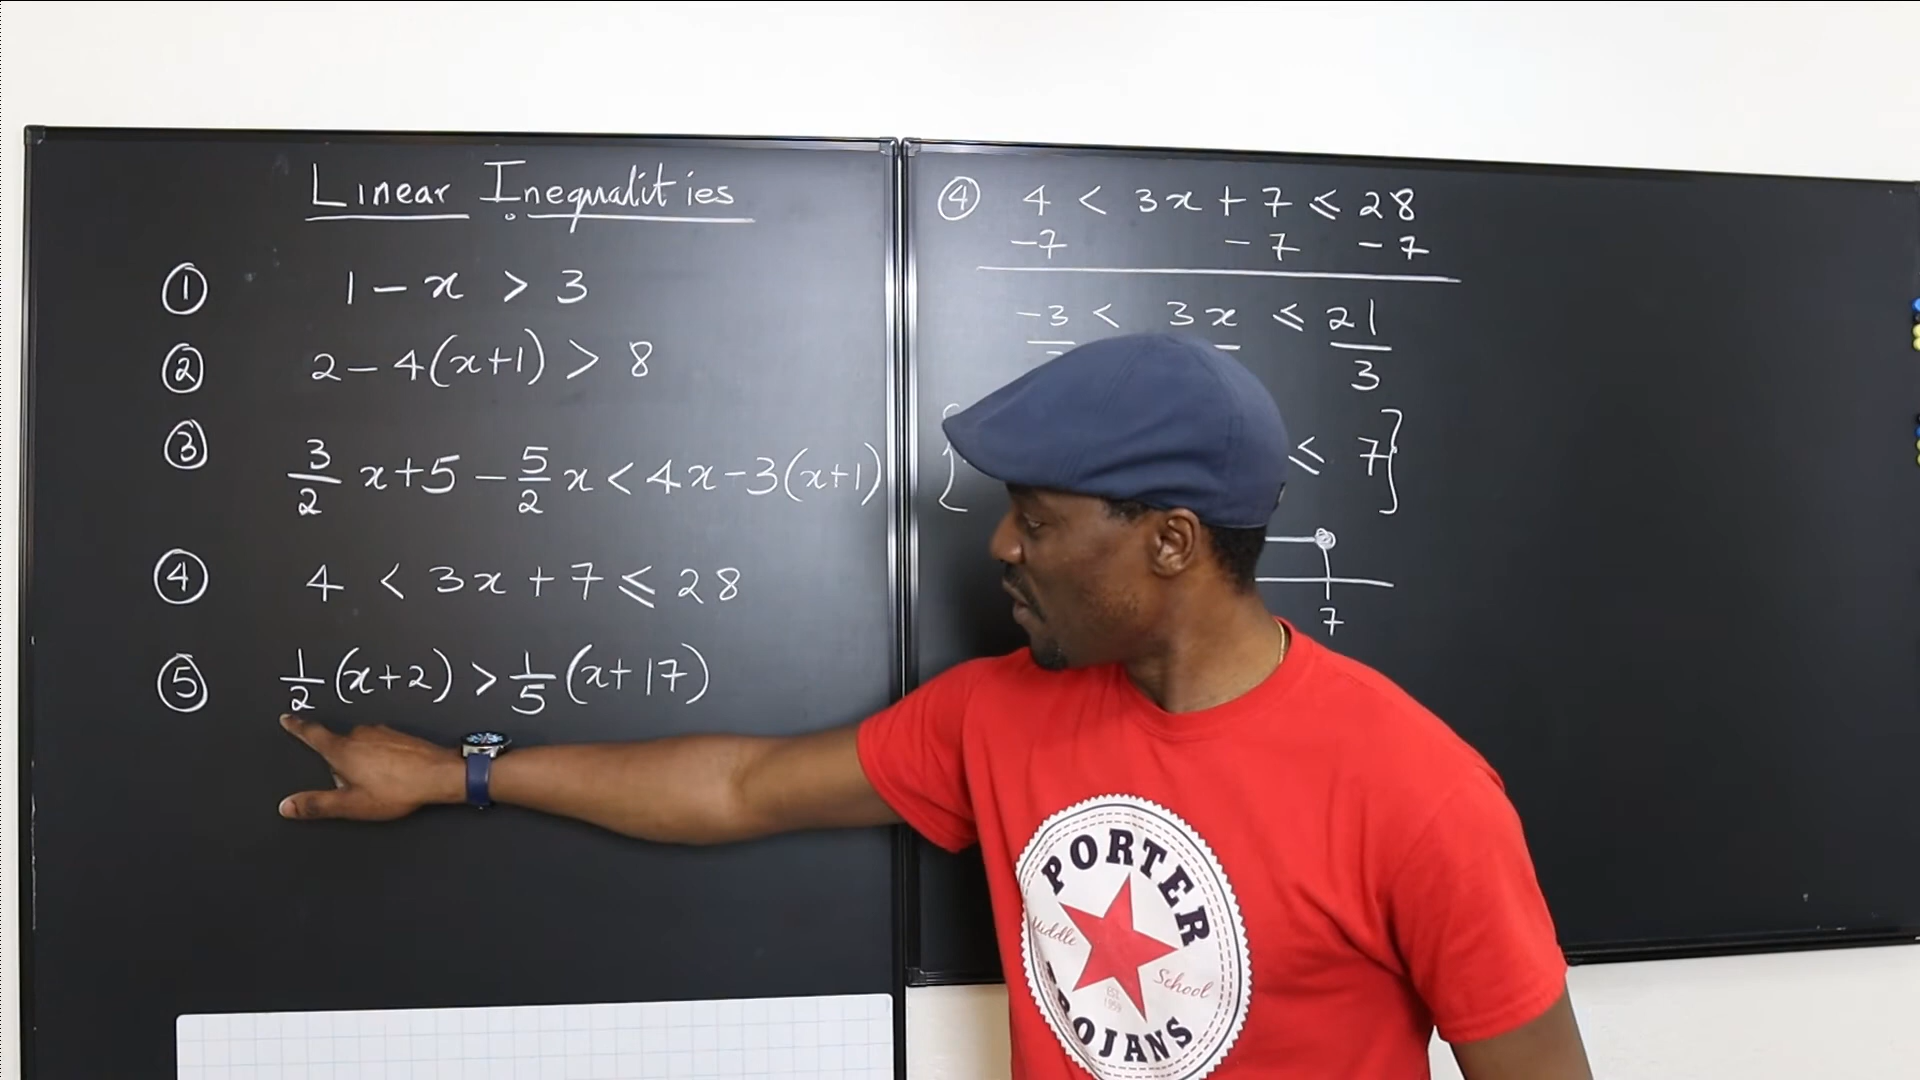 Linear Inequalities
① 1 - x > 3
② 2 - 4(x+1) > 8
③ 3/2 x + 5 - 5/2 x < 4x - 3(x+1)
④ 4 < 3x + 7 ≤ 28
⑤ 1/2 (x+2) > 1/5 (x+17)
④ 4 < 3x + 7 ≤ 28
-7 -7 -7
-3 < 3x ≤ 21
3
≤ 7}
7
PORTER
Middle School
EST. 1959
TROJANS